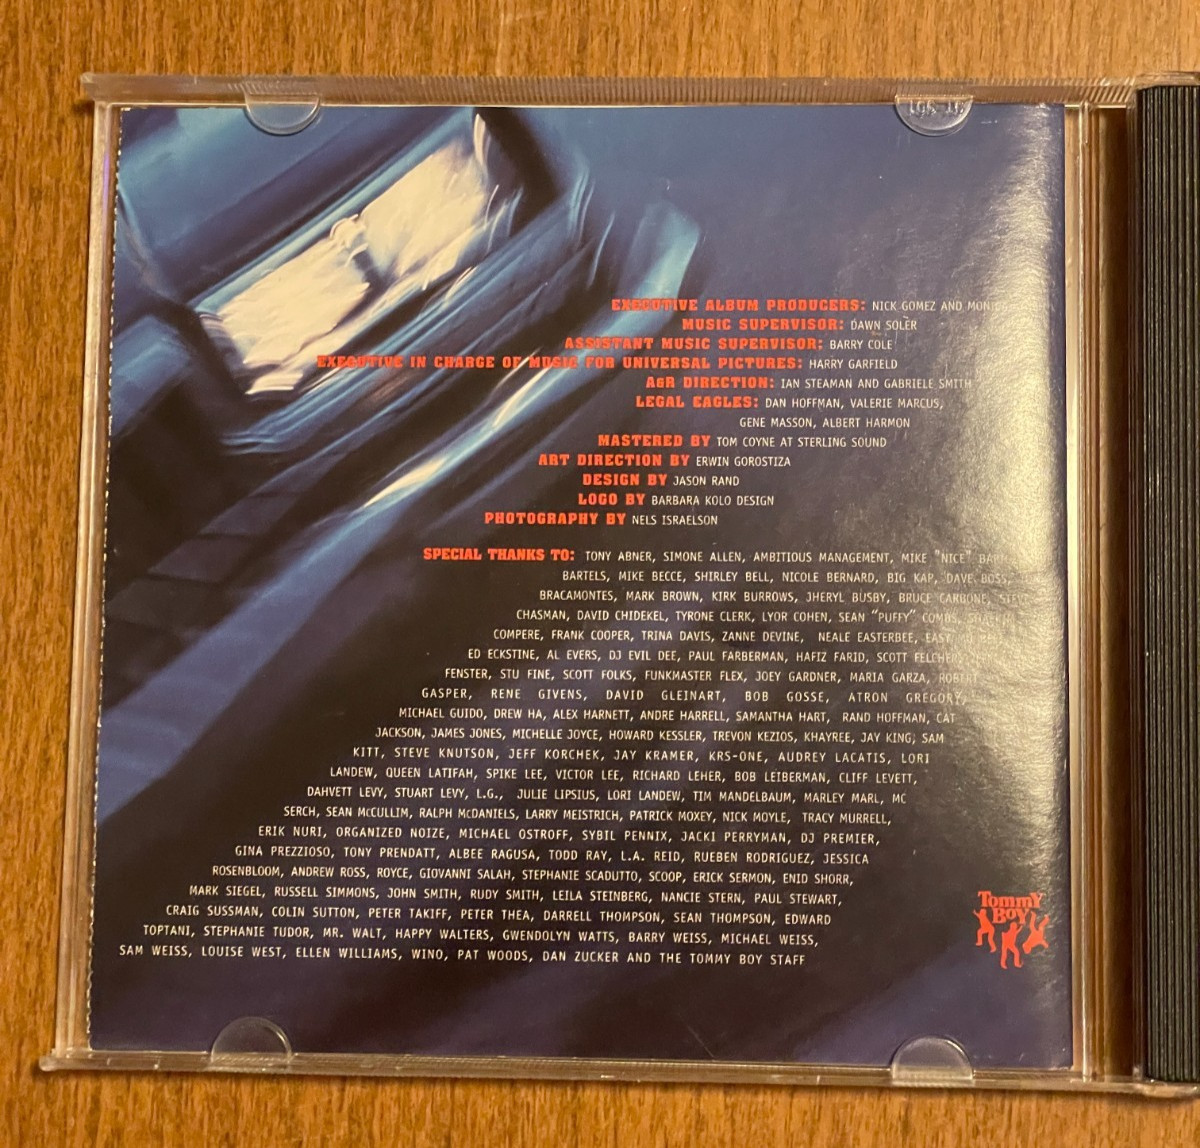 EXECUTIVE ALBUM PRODUCERS: NICK GOMEZ AND
MUSIC SUPERVISOR: DAWN SOLER
ASSISTANT MUSIC SUPERVISOR: BARRY COLE
EXECUTIVE IN CHARGE OF MUSIC FOR UNIVERSAL PICTURES: HARRY GARFIELD
A&R DIRECTION: IAN STEAMAN AND GABRIELE SMITH
LEGAL EAGLES: DAN HOFFMAN, VALERIE MARCUS,
GENE MASSON, ALBERT HARMON
MASTERED BY TOM COYNE AT STERLING SOUND
ART DIRECTION BY ERWIN GOROSTIZA
DESIGN BY JASON RAND
LOGO BY BARBARA KOLO DESIGN
PHOTOGRAPHY BY NELS ISRAELSON
SPECIAL THANKS TO: TONY ABNER, SIMONE ALLEN, AMBITIOUS MANAGEMENT, MIKE "NICE"
BARTELS, MIKE BECCE, SHIRLEY BELL, NICOLE BERNARD, BIG KAP, DAVE BOSS,
BRACAMONTES, MARK BROWN, KIRK BURROWS, JHERYL BUSBY, BRUCE CARBONE,
CHASMAN, DAVID CHIDEKEL, TYRONE CLERK, LYOR COHEN, SEAN "PUFFY" COMBS,
COMPERE, FRANK COOPER, TRINA DAVIS, ZANNE DEVINE, NEALE EASTERBEE,
ED ECKSTINE, AL EVERS, DJ EVIL DEE, PAUL FARBERMAN, HAFIZ FARID, SCOTT
FENSTER, STU FINE, SCOTT FOLKS, FUNKMASTER FLEX, JOEY GARDNER, MARIA GARZA, ROBERT
GASPER, RENE GIVENS, DAVID GLEINART, BOB GOSSE, ATRON GREGORY,
MICHAEL GUIDO, DREW HA, ALEX HARNETT, ANDRE HARRELL, SAMANTHA HART, RAND HOFFMAN, CAT
JACKSON, JAMES JONES, MICHELLE JOYCE, HOWARD KESSLER, TREVON KEZIOS, KHAYREE, JAY KING, SAM
KITT, STEVE KNUTSON, JEFF KORCHEK, JAY KRAMER, KRS-ONE, AUDREY LACATIS, LORI
LANDEW, QUEEN LATIFAH, SPIKE LEE, VICTOR LEE, RICHARD LEHER, BOB LEIBERMAN, CLIFF LEVETT,
DAHVETT LEVY, STUART LEVY, L.G., JULIE LIPSIUS, LORI LANDEW, TIM MANDELBAUM, MARLEY MARL, MC
SERCH, SEAN McCULLIM, RALPH McDANIELS, LARRY MEISTRICH, PATRICK MOXEY, NICK MOYLE, TRACY MURRELL,
ERIK NURI, ORGANIZED NOIZE, MICHAEL OSTROFF, SYBIL PENNIX, JACKI PERRYMAN, DJ PREMIER,
GINA PREZZIOSO, TONY PRENDATT, ALBEE RAGUSA, TODD RAY, L.A. REID, RUEBEN RODRIGUEZ, JESSICA
ROSENBLOOM, ANDREW ROSS, ROYCE, GIOVANNI SALAH, STEPHANIE SCADUTTO, SCOOP, ERICK SERMON, ENID SHORR,
MARK SIEGEL, RUSSELL SIMMONS, JOHN SMITH, RUDY SMITH, LEILA STEINBERG, NANCIE STERN, PAUL STEWART,
CRAIG SUSSMAN, COLIN SUTTON, PETER TAKIFF, PETER THEA, DARRELL THOMPSON, SEAN THOMPSON, EDWARD
TOPTANI, STEPHANIE TUDOR, MR. WALT, HAPPY WALTERS, GWENDOLYN WATTS, BARRY WEISS, MICHAEL WEISS,
SAM WEISS, LOUISE WEST, ELLEN WILLIAMS, WINO, PAT WOODS, DAN ZUCKER AND THE TOMMY BOY STAFF
Tommy
Boy